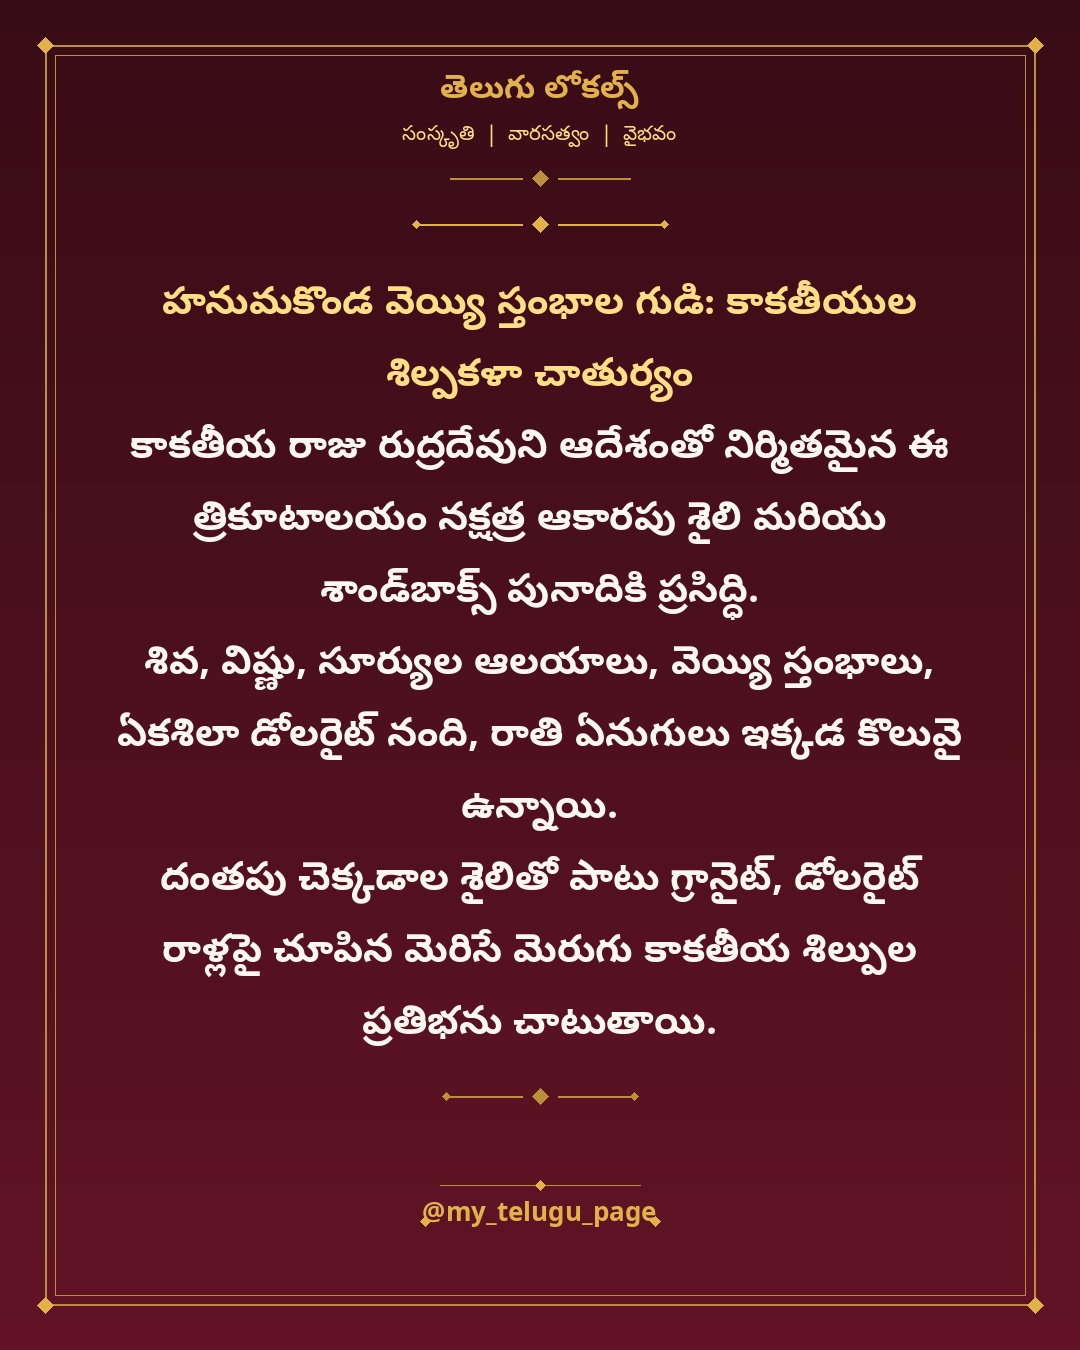 తెలుగు లోకల్స్
సంస్కృతి | వారసత్వం | వైభవం
హనుమకొండ వెయ్యి స్తంభాల గుడి: కాకతీయుల
శిల్పకళా చాతుర్యం
కాకతీయ రాజు రుద్రదేవుని ఆదేశంతో నిర్మితమైన ఈ
త్రికూటాలయం నక్షత్ర ఆకారపు శైలి మరియు
శాండ్‌బాక్స్ పునాదికి ప్రసిద్ధి.
శివ, విష్ణు, సూర్యుల ఆలయాలు, వెయ్యి స్తంభాలు,
ఏకశిలా డోలరైట్ నంది, రాతి ఏనుగులు ఇక్కడ కొలువై
ఉన్నాయి.
దంతపు చెక్కడాల శైలితో పాటు గ్రానైట్, డోలరైట్
రాళ్లపై చూపిన మెరిసే మెరుగు కాకతీయ శిల్పుల
ప్రతిభను చాటుతాయి.
@my_telugu_page